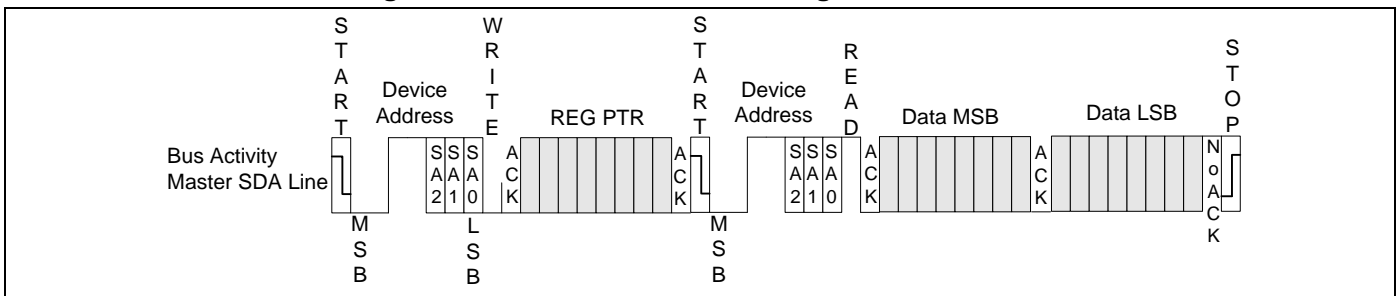 START
WRITE
START
READ
STOP
Device
Address
REG PTR
Device
Address
Data MSB
Data LSB
Bus Activity
Master SDA Line
SA2
SA1
SA0
ACK
ACK
SA2
SA1
SA0
ACK
ACK
NoACK
MSB
LSB
MSB